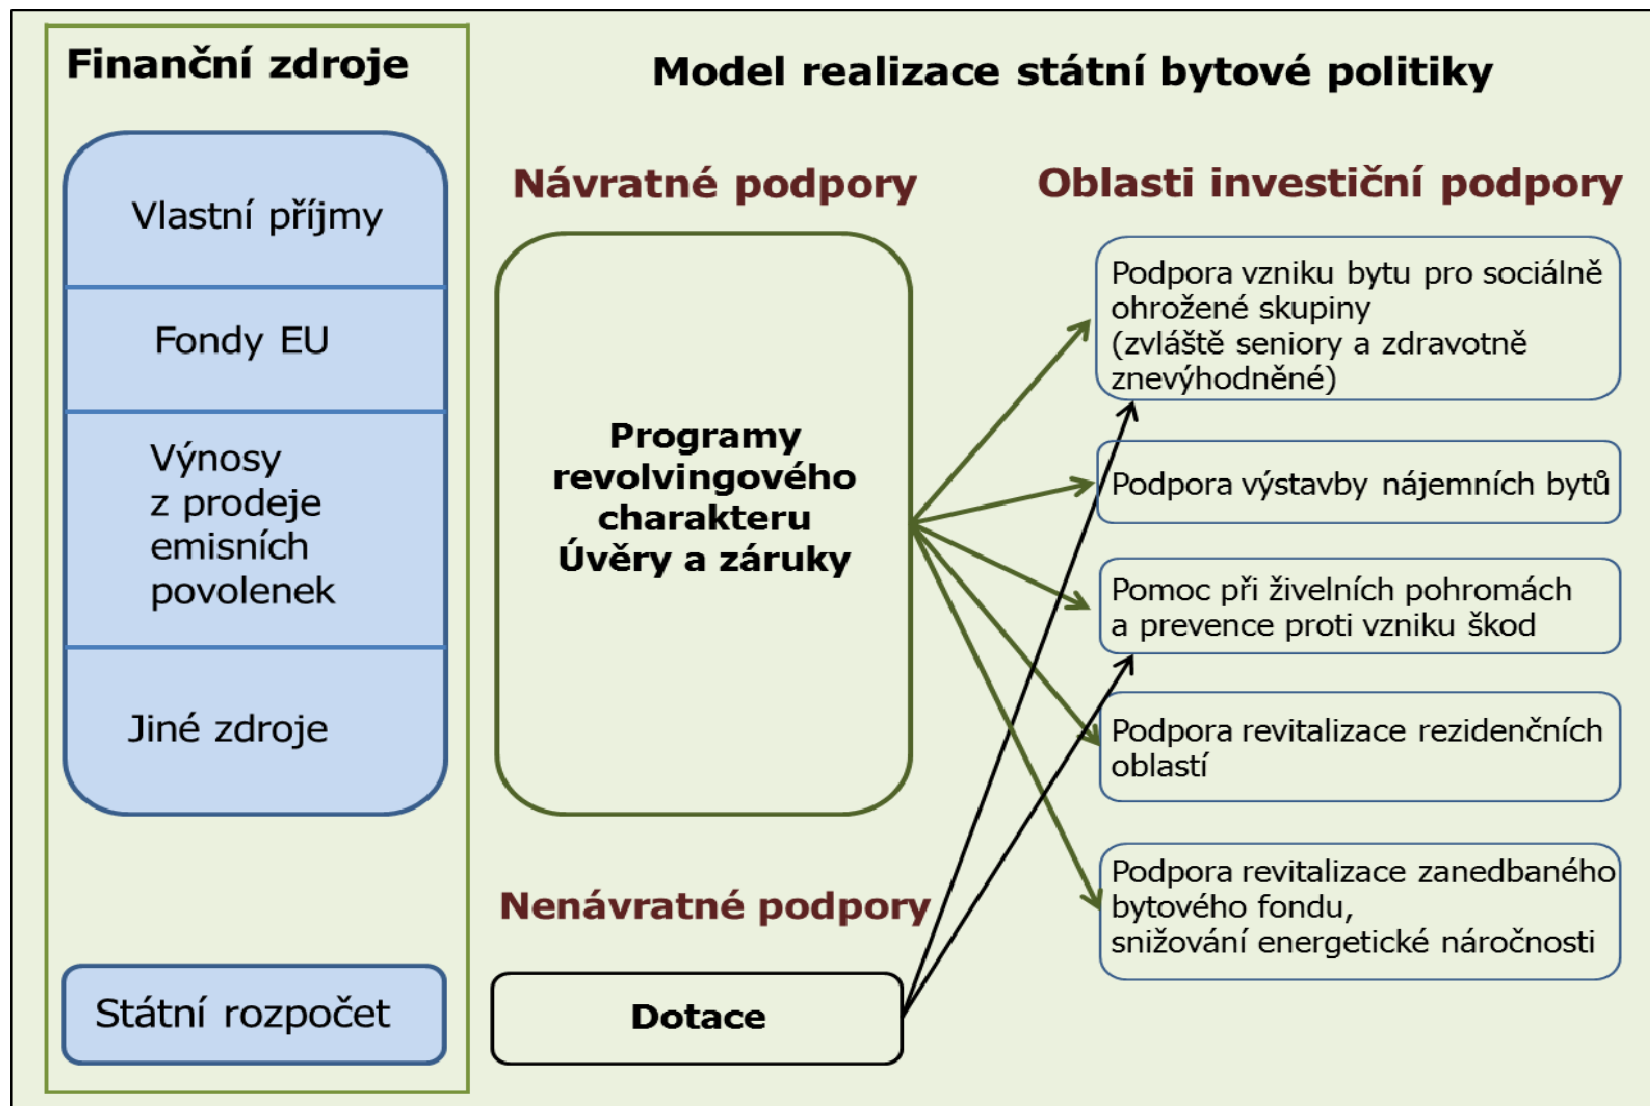 Finanční zdroje
Vlastní příjmy
Fondy EU
Výnosy
z prodeje
emisních
povolenek
Jiné zdroje
Státní rozpočet
Model realizace státní bytové politiky
Návratné podpory
Programy
revolvingového
charakteru
Úvěry a záruky
Nenávratné podpory
Dotace
Oblasti investiční podpory
Podpora vzniku bytu pro sociálně
ohrožené skupiny
(zvláště seniory a zdravotně
znevýhodněné)
Podpora výstavby nájemních bytů
Pomoc při živelních pohromách
a prevence proti vzniku škod
Podpora revitalizace rezidenčních
oblastí
Podpora revitalizace zanedbaného
bytového fondu,
snižování energetické náročnosti